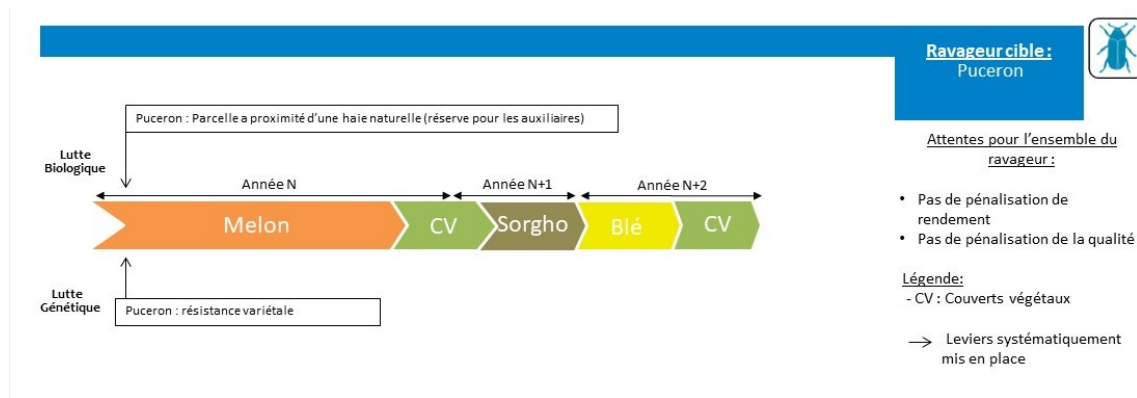 Ravageur cible :
Puceron
Puceron : Parcelle a proximité d'une haie naturelle (réserve pour les auxiliaires)
Lutte
Biologique
Année N
Année N+1
Année N+2
Melon
CV
Sorgho
Blé
CV
Lutte
Génétique
Puceron : résistance variétale
Attentes pour l'ensemble du
ravageur :
• Pas de pénalisation de
rendement
• Pas de pénalisation de la qualité
Légende:
- CV : Couverts végétaux
Leviers systématiquement
mis en place